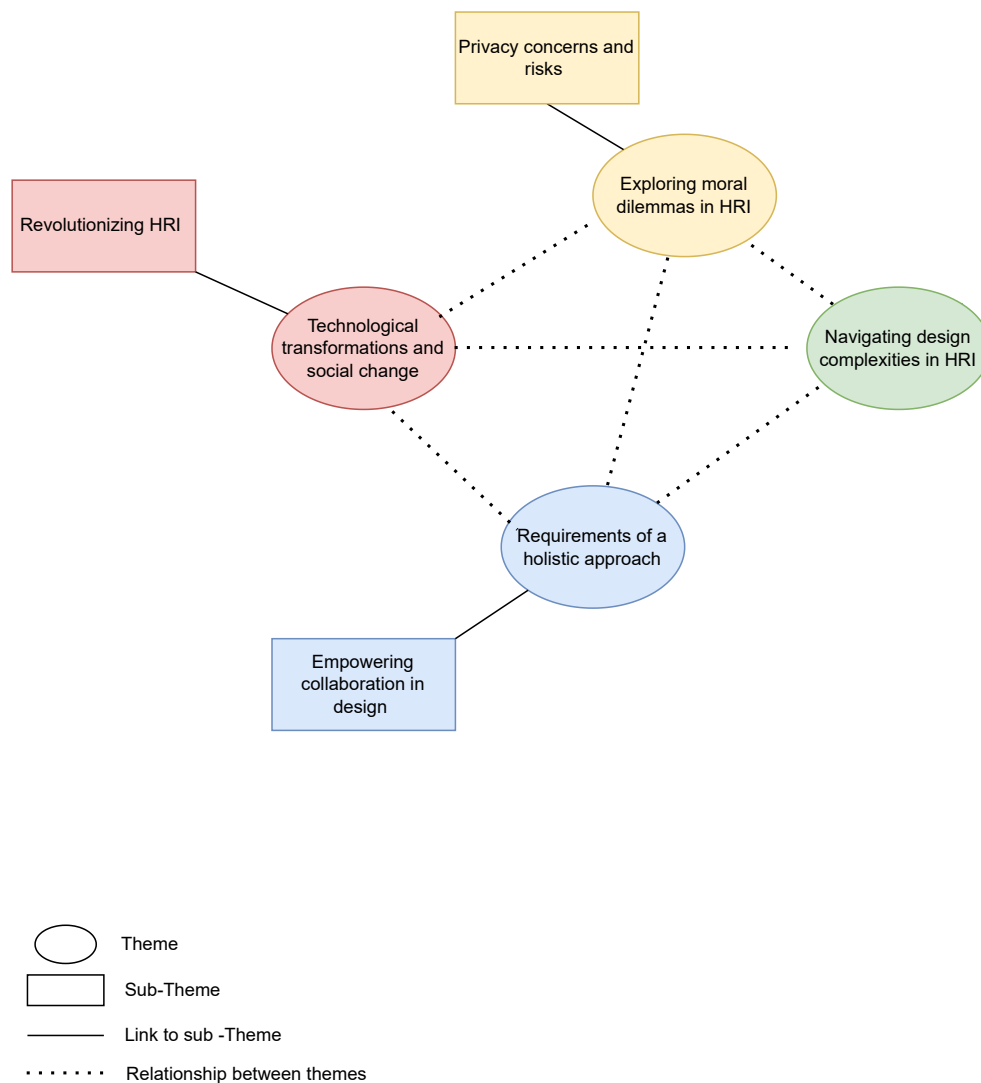 Privacy concerns and
risks
Exploring moral
dilemmas in HRI
Revolutionizing HRI
Technological
transformations and
social change
Navigating design
complexities in HRI
Requirements of a
holistic approach
Empowering
collaboration in
design
Theme
Sub-Theme
Link to sub -Theme
Relationship between themes